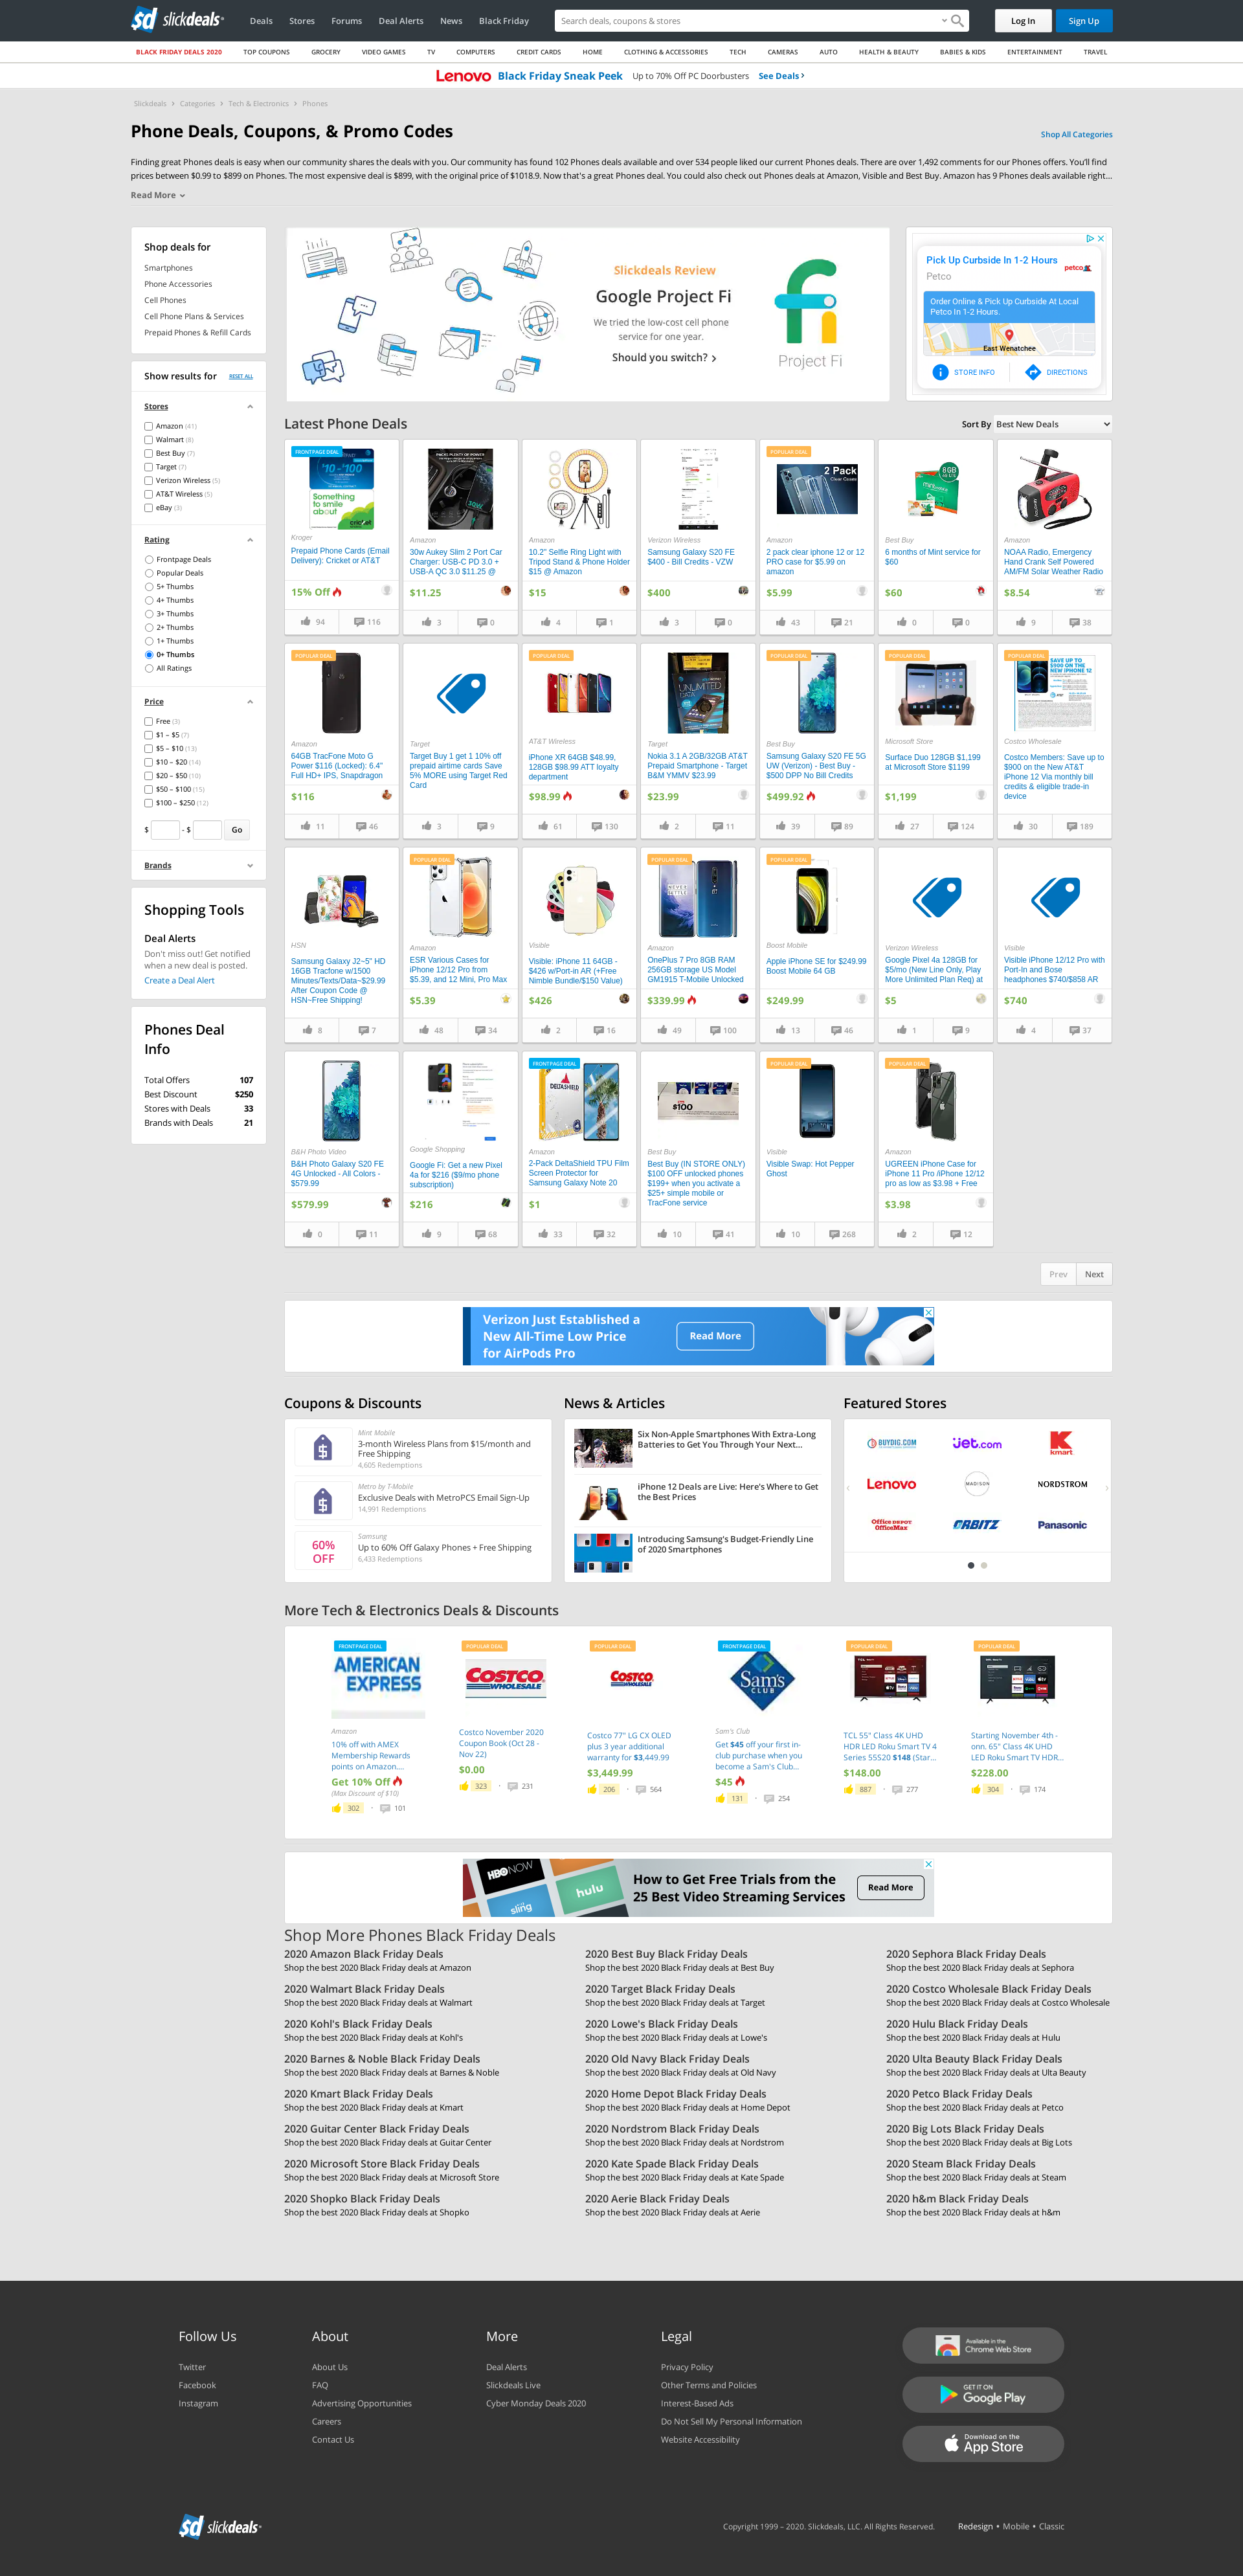 slickdeals
Deals
Stores
Forums
Deal Alerts
News
Black Friday
Search deals, coupons & stores
Log In
Sign Up
BLACK FRIDAY DEALS 2020
TOP COUPONS
GROCERY
VIDEO GAMES
TV
COMPUTERS
CREDIT CARDS
HOME
CLOTHING & ACCESSORIES
TECH
CAMERAS
AUTO
HEALTH & BEAUTY
BABIES & KIDS
ENTERTAINMENT
TRAVEL
Lenovo Black Friday Sneak Peek Up to 70% Off PC Doorbusters See Deals
Slickdeals > Categories > Tech & Electronics > Phones
Phone Deals, Coupons, & Promo Codes
Shop All Categories
Finding great Phones deals is easy when our community shares the deals with you. Our community has found 102 Phones deals available and over 534 people liked our current Phones deals. There are over 1,492 comments for our Phones offers. You'll find
prices between $0.99 to $899 on Phones. The most expensive deal is $899, with the original price of $1018.9. Now that's a great Phones deal. You could also check out Phones deals at Amazon, Visible and Best Buy. Amazon has 9 Phones deals available right...
Read More
Shop deals for
Smartphones
Phone Accessories
Cell Phones
Cell Phone Plans & Services
Prepaid Phones & Refill Cards
Show results for
RESET ALL
Stores
Amazon (41)
Walmart (8)
Best Buy (7)
Target (7)
Verizon Wireless (5)
AT&T Wireless (5)
eBay (3)
Rating
Frontpage Deals
Popular Deals
5+ Thumbs
4+ Thumbs
3+ Thumbs
2+ Thumbs
1+ Thumbs
0+ Thumbs
All Ratings
Price
Free (3)
$1 – $5 (7)
$5 – $10 (13)
$10 – $20 (14)
$20 – $50 (10)
$50 – $100 (15)
$100 – $250 (12)
$ - $ Go
Brands
Shopping Tools
Deal Alerts
Don't miss out! Get notified
when a new deal is posted.
Create a Deal Alert
Phones Deal
Info
Total Offers 107
Best Discount $250
Stores with Deals 33
Brands with Deals 21
Slickdeals Review
Google Project Fi
We tried the low-cost cell phone
service for one year.
Should you switch?
Project Fi
Pick Up Curbside In 1-2 Hours
Petco
petco
Order Online & Pick Up Curbside At Local
Petco In 1-2 Hours.
East Wenatchee
STORE INFO
DIRECTIONS
Latest Phone Deals
Sort By Best New Deals
FRONTPAGE DEAL
$10 - $100
Something
to smile
about
cricket
Kroger
Prepaid Phone Cards (Email
Delivery): Cricket or AT&T
15% Off
94
116
30W
Amazon
30w Aukey Slim 2 Port Car
Charger: USB-C PD 3.0 +
USB-A QC 3.0 $11.25 @
$11.25
3
0
Amazon
10.2" Selfie Ring Light with
Tripod Stand & Phone Holder
$15 @ Amazon
$15
4
1
Verizon Wireless
Samsung Galaxy S20 FE
$400 - Bill Credits - VZW
$400
3
0
POPULAR DEAL
2 Pack
Clear Cases
Amazon
2 pack clear iphone 12 or 12
PRO case for $5.99 on
amazon
$5.99
43
21
8GB
Best Buy
6 months of Mint service for
$60
$60
0
0
Amazon
NOAA Radio, Emergency
Hand Crank Self Powered
AM/FM Solar Weather Radio
$8.54
9
38
POPULAR DEAL
Amazon
64GB TracFone Moto G
Power $116 (Locked): 6.4"
Full HD+ IPS, Snapdragon
$116
11
46
Target
Target Buy 1 get 1 10% off
prepaid airtime cards Save
5% MORE using Target Red
Card
3
9
POPULAR DEAL
AT&T Wireless
iPhone XR 64GB $48.99,
128GB $98.99 ATT loyalty
department
$98.99
61
130
UNLIMITED
DATA
Target
Nokia 3.1 A 2GB/32GB AT&T
Prepaid Smartphone - Target
B&M YMMV $23.99
$23.99
2
11
POPULAR DEAL
Best Buy
Samsung Galaxy S20 FE 5G
UW (Verizon) - Best Buy -
$500 DPP No Bill Credits
$499.92
39
89
POPULAR DEAL
Microsoft Store
Surface Duo 128GB $1,199
at Microsoft Store $1199
$1,199
27
124
POPULAR DEAL
SAVE UP TO
$900 ON THE
NEW IPHONE 12
Costco Wholesale
Costco Members: Save up to
$900 on the New AT&T
iPhone 12 Via monthly bill
credits & eligible trade-in
device
30
189
HSN
Samsung Galaxy J2~5" HD
16GB Tracfone w/1500
Minutes/Texts/Data~$29.99
After Coupon Code @
HSN~Free Shipping!
8
7
POPULAR DEAL
Amazon
ESR Various Cases for
iPhone 12/12 Pro from
$5.39, and 12 Mini, Pro Max
$5.39
48
34
Visible
Visible: iPhone 11 64GB -
$426 w/Port-in AR (+Free
Nimble Bundle/$150 Value)
$426
2
16
POPULAR DEAL
Amazon
OnePlus 7 Pro 8GB RAM
256GB storage US Model
GM1915 T-Mobile Unlocked
$339.99
49
100
POPULAR DEAL
Boost Mobile
Apple iPhone SE for $249.99
Boost Mobile 64 GB
$249.99
13
46
Verizon Wireless
Google Pixel 4a 128GB for
$5/mo (New Line Only, Play
More Unlimited Plan Req) at
$5
1
9
Visible
Visible iPhone 12/12 Pro with
Port-In and Bose
headphones $740/$858 AR
$740
4
37
B&H Photo Video
B&H Photo Galaxy S20 FE
4G Unlocked - All Colors -
$579.99
$579.99
0
11
Google Shopping
Google Fi: Get a new Pixel
4a for $216 ($9/mo phone
subscription)
$216
9
68
FRONTPAGE DEAL
DELTASHIELD
Amazon
2-Pack DeltaShield TPU Film
Screen Protector for
Samsung Galaxy Note 20
$1
33
32
$100
Best Buy
Best Buy (IN STORE ONLY)
$100 OFF unlocked phones
$199+ when you activate a
$25+ simple mobile or
TracFone service
10
41
POPULAR DEAL
Visible
Visible Swap: Hot Pepper
Ghost
10
268
POPULAR DEAL
Amazon
UGREEN iPhone Case for
iPhone 11 Pro /iPhone 12/12
pro as low as $3.98 + Free
$3.98
2
12
Prev
Next
Verizon Just Established a
New All-Time Low Price
for AirPods Pro
Read More
Coupons & Discounts
Mint Mobile
3-month Wireless Plans from $15/month and
Free Shipping
4,605 Redemptions
Metro by T-Mobile
Exclusive Deals with MetroPCS Email Sign-Up
14,991 Redemptions
60%
OFF
Samsung
Up to 60% Off Galaxy Phones + Free Shipping
6,433 Redemptions
News & Articles
Six Non-Apple Smartphones With Extra-Long
Batteries to Get You Through Your Next...
iPhone 12 Deals are Live: Here's Where to Get
the Best Prices
Introducing Samsung's Budget-Friendly Line
of 2020 Smartphones
Featured Stores
BUYDIG.COM
jet.com
kmart
Lenovo
MADISON
NORDSTROM
Office DEPOT
OfficeMax
ORBITZ
Panasonic
More Tech & Electronics Deals & Discounts
FRONTPAGE DEAL
AMERICAN
EXPRESS
Amazon
10% off with AMEX
Membership Rewards
points on Amazon....
Get 10% Off
(Max Discount of $10)
302
101
POPULAR DEAL
COSTCO
WHOLESALE
Costco November 2020
Coupon Book (Oct 28 -
Nov 22)
$0.00
323
231
POPULAR DEAL
COSTCO
WHOLESALE
Costco 77" LG CX OLED
plus 3 year additional
warranty for $3,449.99
$3,449.99
206
564
FRONTPAGE DEAL
Sam's
CLUB
Sam's Club
Get $45 off your first in-
club purchase when you
become a Sam's Club...
$45
131
254
POPULAR DEAL
TCL 55" Class 4K UHD
HDR LED Roku Smart TV 4
Series 55S20 $148 (Star...
$148.00
887
277
POPULAR DEAL
Starting November 4th -
onn. 65" Class 4K UHD
LED Roku Smart TV HDR...
$228.00
304
174
HBO NOW
hulu
sling
How to Get Free Trials from the
25 Best Video Streaming Services
Read More
Shop More Phones Black Friday Deals
2020 Amazon Black Friday Deals
Shop the best 2020 Black Friday deals at Amazon
2020 Best Buy Black Friday Deals
Shop the best 2020 Black Friday deals at Best Buy
2020 Sephora Black Friday Deals
Shop the best 2020 Black Friday deals at Sephora
2020 Walmart Black Friday Deals
Shop the best 2020 Black Friday deals at Walmart
2020 Target Black Friday Deals
Shop the best 2020 Black Friday deals at Target
2020 Costco Wholesale Black Friday Deals
Shop the best 2020 Black Friday deals at Costco Wholesale
2020 Kohl's Black Friday Deals
Shop the best 2020 Black Friday deals at Kohl's
2020 Lowe's Black Friday Deals
Shop the best 2020 Black Friday deals at Lowe's
2020 Hulu Black Friday Deals
Shop the best 2020 Black Friday deals at Hulu
2020 Barnes & Noble Black Friday Deals
Shop the best 2020 Black Friday deals at Barnes & Noble
2020 Old Navy Black Friday Deals
Shop the best 2020 Black Friday deals at Old Navy
2020 Ulta Beauty Black Friday Deals
Shop the best 2020 Black Friday deals at Ulta Beauty
2020 Kmart Black Friday Deals
Shop the best 2020 Black Friday deals at Kmart
2020 Home Depot Black Friday Deals
Shop the best 2020 Black Friday deals at Home Depot
2020 Petco Black Friday Deals
Shop the best 2020 Black Friday deals at Petco
2020 Guitar Center Black Friday Deals
Shop the best 2020 Black Friday deals at Guitar Center
2020 Nordstrom Black Friday Deals
Shop the best 2020 Black Friday deals at Nordstrom
2020 Big Lots Black Friday Deals
Shop the best 2020 Black Friday deals at Big Lots
2020 Microsoft Store Black Friday Deals
Shop the best 2020 Black Friday deals at Microsoft Store
2020 Kate Spade Black Friday Deals
Shop the best 2020 Black Friday deals at Kate Spade
2020 Steam Black Friday Deals
Shop the best 2020 Black Friday deals at Steam
2020 Shopko Black Friday Deals
Shop the best 2020 Black Friday deals at Shopko
2020 Aerie Black Friday Deals
Shop the best 2020 Black Friday deals at Aerie
2020 h&m Black Friday Deals
Shop the best 2020 Black Friday deals at h&m
Follow Us
Twitter
Facebook
Instagram
About
About Us
FAQ
Advertising Opportunities
Careers
Contact Us
More
Deal Alerts
Slickdeals Live
Cyber Monday Deals 2020
Legal
Privacy Policy
Other Terms and Policies
Interest-Based Ads
Do Not Sell My Personal Information
Website Accessibility
Available in the
Chrome Web Store
GET IT ON
Google Play
Download on the
App Store
slickdeals
Copyright 1999 – 2020. Slickdeals, LLC. All Rights Reserved.
Redesign • Mobile • Classic